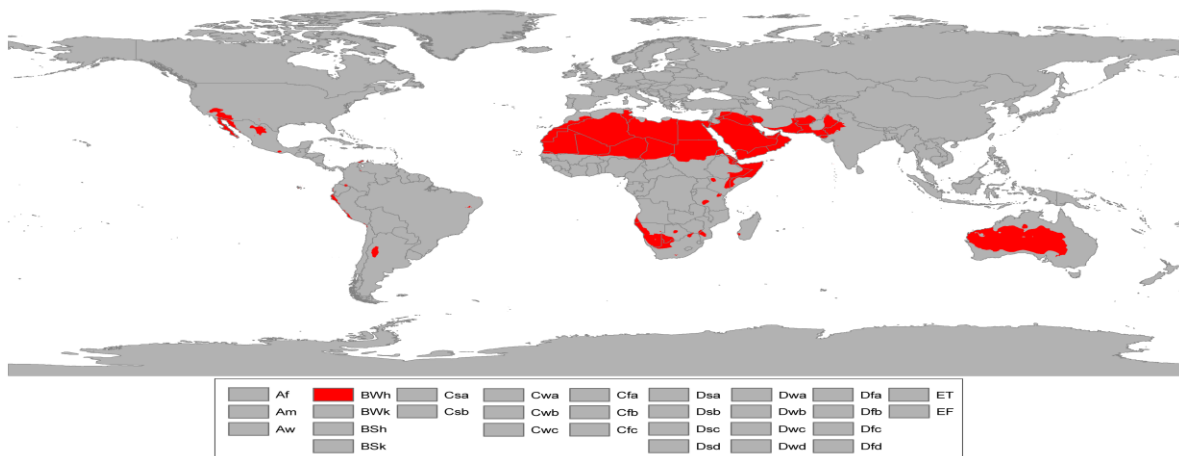 Af BWh Csa Cwa Cfa Dsa Dwa Dfa ET
Am BWk Csb Cwb Cfb Dsb Dwb Dfb EF
Aw BSh Cwc Cfc Dsc Dwc Dfc
BSk Dsd Dwd Dfd